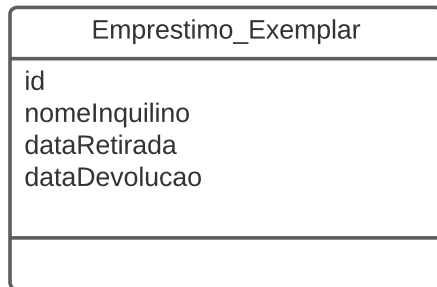 Emprestimo_Exemplar
id
nomeInquilino
dataRetirada
dataDevolucao